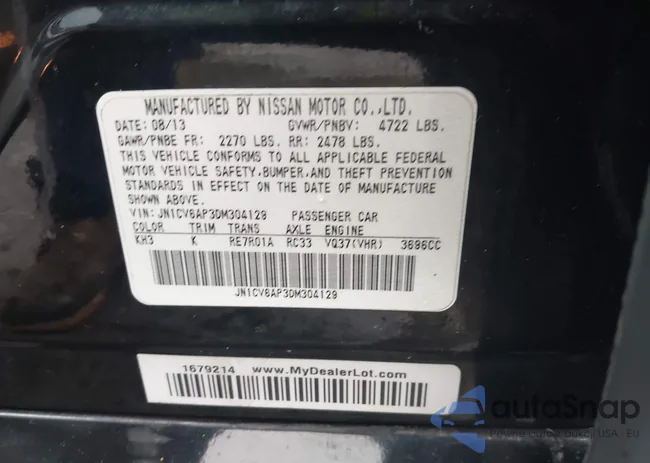 MANUFACTURED BY NISSAN MOTOR CO.,LTD.
DATE: 08/13 GVWR/PNBV: 4722 LBS.
GAWR/PNBE FR: 2270 LBS. RR: 2478 LBS.
THIS VEHICLE CONFORMS TO ALL APPLICABLE FEDERAL
MOTOR VEHICLE SAFETY, BUMPER, AND THEFT PREVENTION
STANDARDS IN EFFECT ON THE DATE OF MANUFACTURE
SHOWN ABOVE.
VIN: JN1CV6AP3DM304129 PASSENGER CAR
COLOR TRIM TRANS AXLE ENGINE
KH3 K RE7R01A RC33 VQ37(VHR) 3696CC
JN1CV6AP3DM304129
1679214 www.MyDealerLot.com
autoSnap
USA - EU